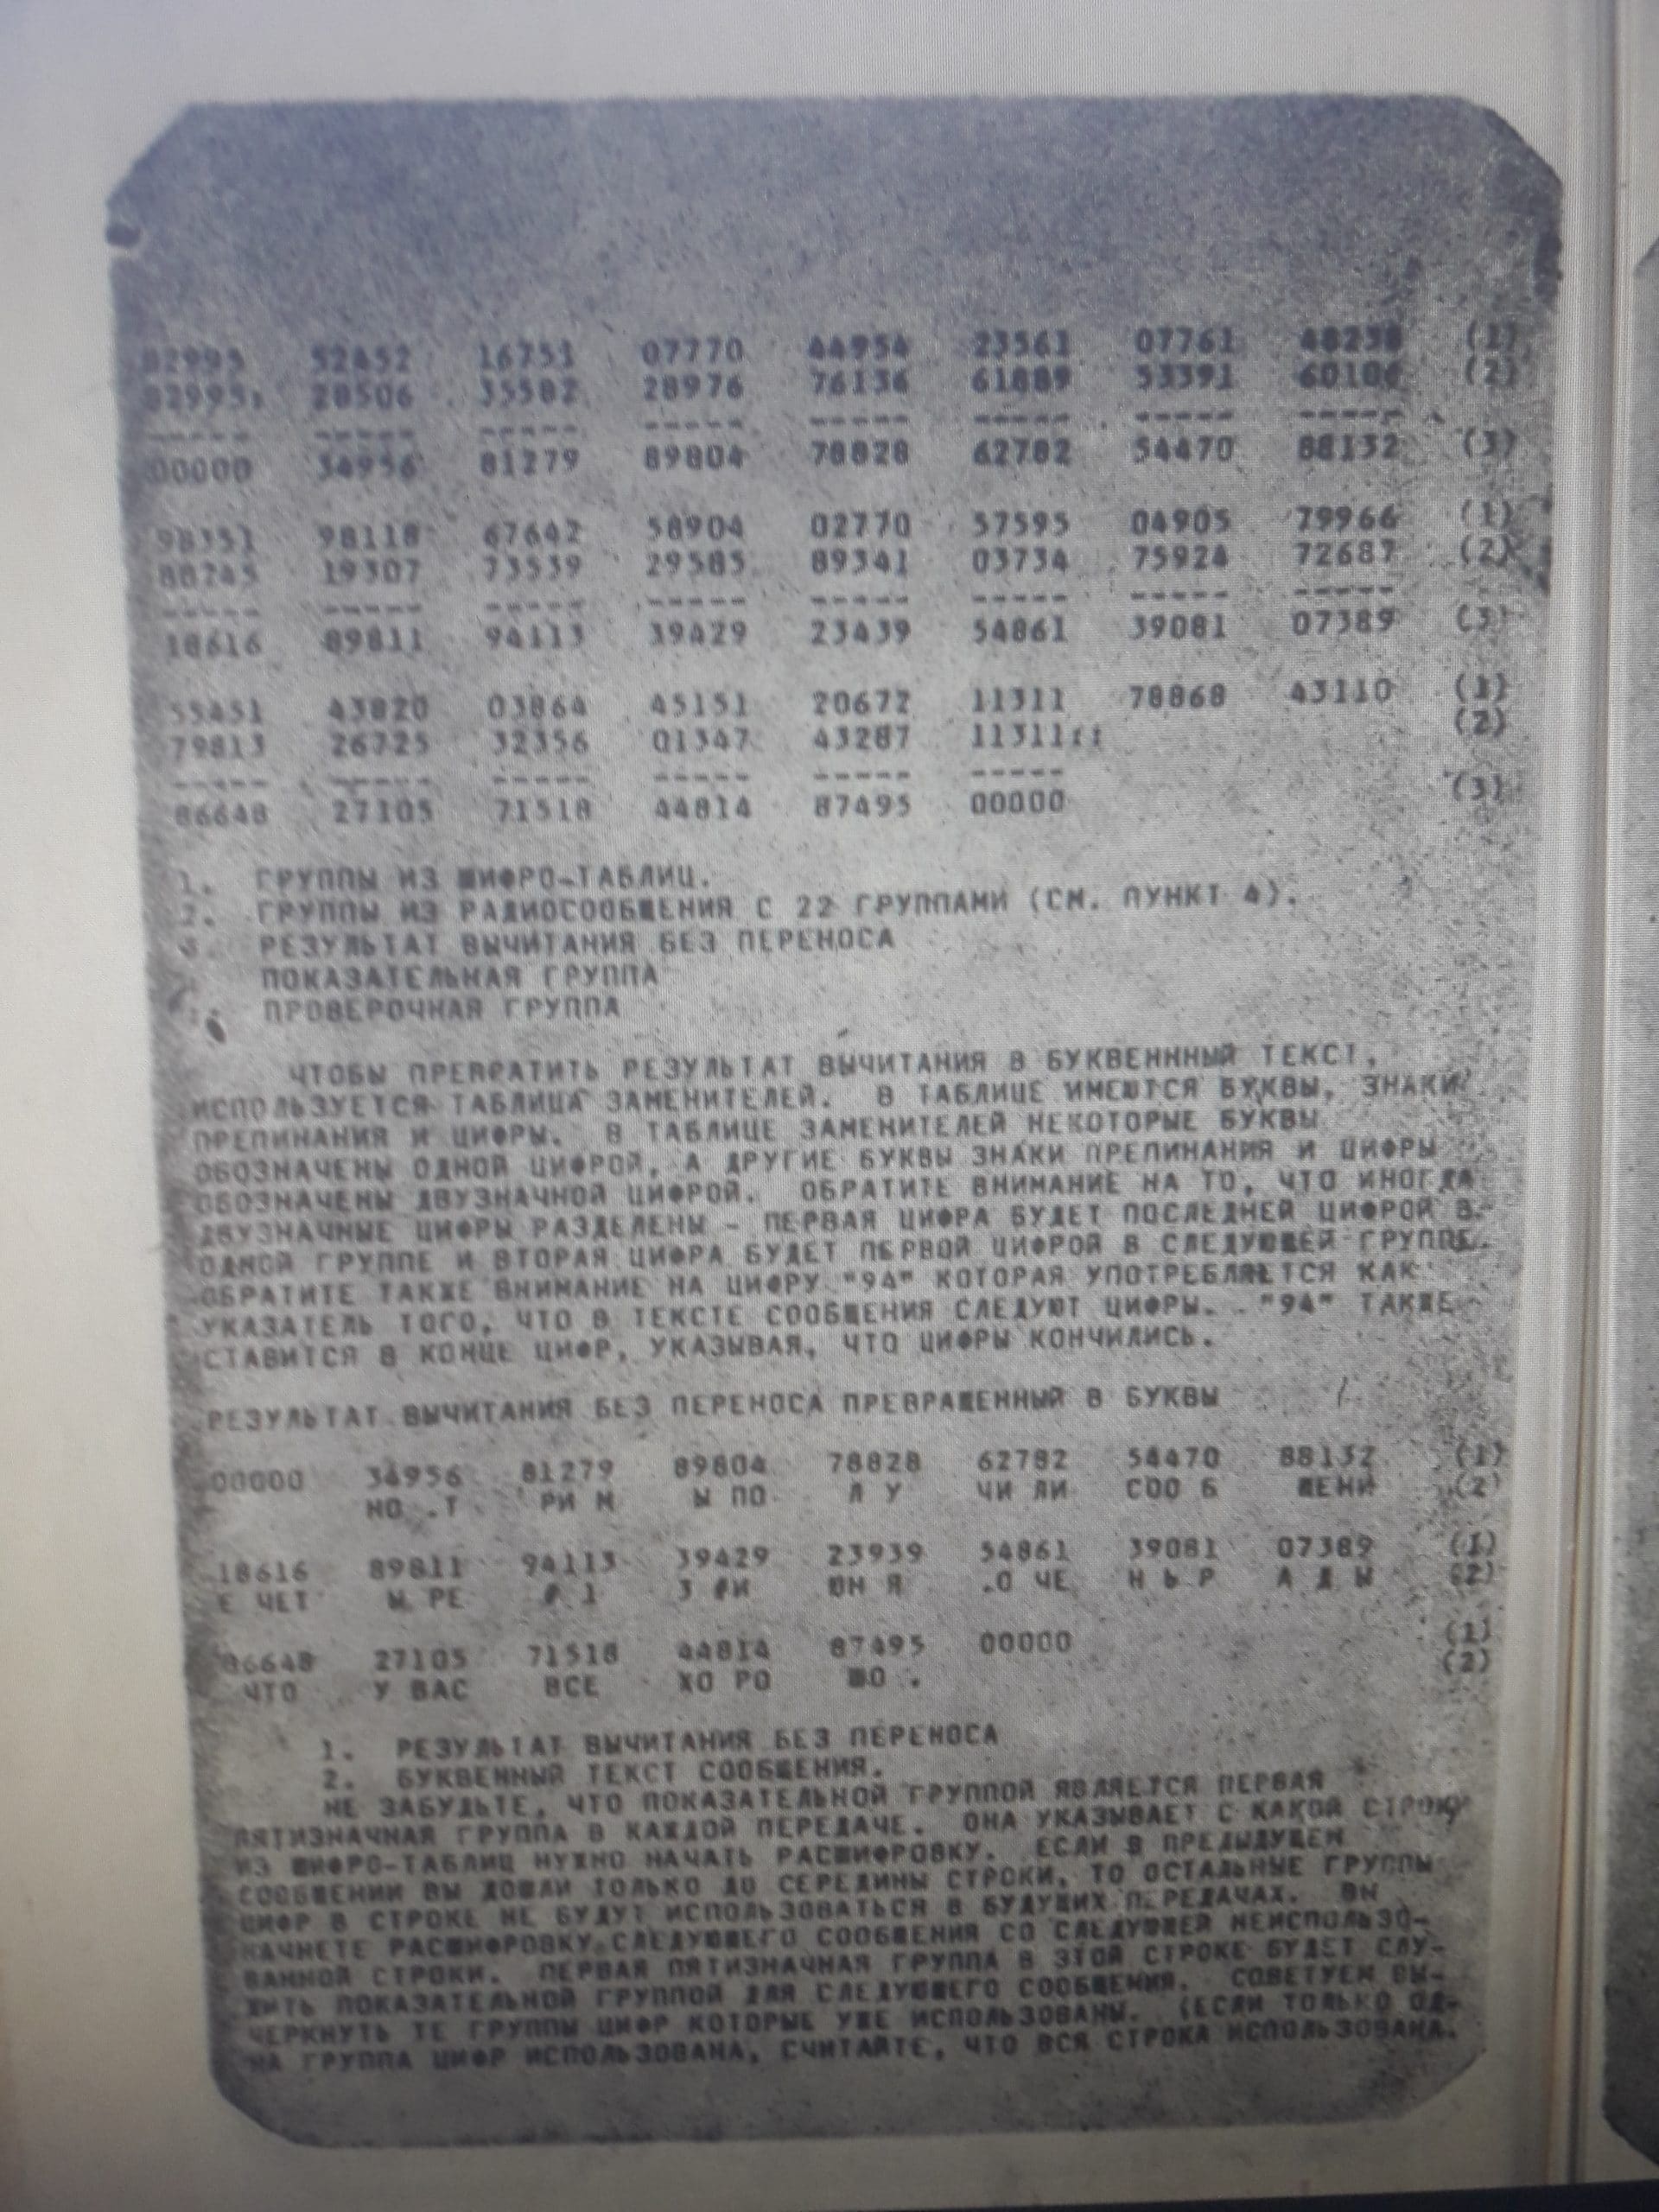 82995 52452 16751 07770 44954 23561 07761 48238 (1)
82995, 28506 35582 28976 76136 61889 53391 60106 (2)
----- ----- ----- ----- ----- ----- ----- -----
00000 34956 81279 89804 78828 62782 54470 88132 (3)
98351 98118 67642 58904 02770 57595 04905 79966 (1)
80745 19307 73539 29585 89341 03734 75924 72687 (2)
----- ----- ----- ----- ----- ----- ----- -----
18616 89811 94113 39429 23439 54861 39081 07389 (3)
55451 43820 03864 45151 20672 11311 78868 43110 (1)
79813 26725 32356 01347 43287 11311:: (2)
----- ----- ----- ----- ----- -----
86648 27105 71518 44814 87495 00000 (3)
1. ГРУППЫ ИЗ ШИФРО-ТАБЛИЦ.
2. ГРУППЫ ИЗ РАДИОСООБЩЕНИЯ С 22 ГРУППАМИ (СМ. ПУНКТ 4).
3. РЕЗУЛЬТАТ ВЫЧИТАНИЯ БЕЗ ПЕРЕНОСА
ПОКАЗАТЕЛЬНАЯ ГРУППА
ПРОВЕРОЧНАЯ ГРУППА
ЧТОБЫ ПРЕВРАТИТЬ РЕЗУЛЬТАТ ВЫЧИТАНИЯ В БУКВЕНННЫЙ ТЕКСТ,
ИСПОЛЬЗУЕТСЯ ТАБЛИЦА ЗАМЕНИТЕЛЕЙ. В ТАБЛИЦЕ ИМЕЮТСЯ БУКВЫ, ЗНАКИ
ПРЕПИНАНИЯ И ЦИФРЫ. В ТАБЛИЦЕ ЗАМЕНИТЕЛЕЙ НЕКОТОРЫЕ БУКВЫ
ОБОЗНАЧЕНЫ ОДНОЙ ЦИФРОЙ, А ДРУГИЕ БУКВЫ ЗНАКИ ПРЕПИНАНИЯ И ЦИФРЫ
ОБОЗНАЧЕНЫ ДВУЗНАЧНОЙ ЦИФРОЙ. ОБРАТИТЕ ВНИМАНИЕ НА ТО, ЧТО ИНОГДА
ДВУЗНАЧНЫЕ ЦИФРЫ РАЗДЕЛЕНЫ - ПЕРВАЯ ЦИФРА БУДЕТ ПОСЛЕДНЕЙ ЦИФРОЙ В
ОДНОЙ ГРУППЕ И ВТОРАЯ ЦИФРА БУДЕТ ПЕРВОЙ ЦИФРОЙ В СЛЕДУЮЩЕЙ ГРУППЕ.
ОБРАТИТЕ ТАКЖЕ ВНИМАНИЕ НА ЦИФРУ "94" КОТОРАЯ УПОТРЕБЛЯЕТСЯ КАК
УКАЗАТЕЛЬ ТОГО, ЧТО В ТЕКСТЕ СООБЩЕНИЯ СЛЕДУЮТ ЦИФРЫ. "94" ТАКЖЕ
СТАВИТСЯ В КОНЦЕ ЦИФР, УКАЗЫВАЯ, ЧТО ЦИФРЫ КОНЧИЛИСЬ.
РЕЗУЛЬТАТ ВЫЧИТАНИЯ БЕЗ ПЕРЕНОСА ПРЕВРАЩЕННЫЙ В БУКВЫ
00000 34956 81279 89804 78828 62782 54470 88132 (1)
НО .Т РИ М Ы ПО Л У ЧИ ЛИ СОО Б ЩЕНИ (2)
18616 89811 94113 39429 23939 54861 39081 07389 (1)
Е ЧЕТ Ы РЕ # 1 3 #И ЮН Я .О ЧЕ Н Ь Р А Д Ы (2)
86648 27105 71518 44814 87495 00000 (1)
ЧТО У ВАС ВСЕ ХО РО ШО . (2)
1. РЕЗУЛЬТАТ ВЫЧИТАНИЯ БЕЗ ПЕРЕНОСА
2. БУКВЕННЫЙ ТЕКСТ СООБЩЕНИЯ.
НЕ ЗАБУДЬТЕ, ЧТО ПОКАЗАТЕЛЬНОЙ ГРУППОЙ ЯВЛЯЕТСЯ ПЕРВАЯ
ПЯТИЗНАЧНАЯ ГРУППА В КАЖДОЙ ПЕРЕДАЧЕ. ОНА УКАЗЫВАЕТ С КАКОЙ СТРОКИ
ИЗ ШИФРО-ТАБЛИЦ НУЖНО НАЧАТЬ РАСШИФРОВКУ. ЕСЛИ В ПРЕДЫДУЩЕМ
СООБЩЕНИИ ВЫ ДОШЛИ ТОЛЬКО ДО СЕРЕДИНЫ СТРОКИ, ТО ОСТАЛЬНЫЕ ГРУППЫ
ЦИФР В СТРОКЕ НЕ БУДУТ ИСПОЛЬЗОВАТЬСЯ В БУДУЩИХ ПЕРЕДАЧАХ. ВЫ
НАЧНЕТЕ РАСШИФРОВКУ СЛЕДУЮЩЕГО СООБЩЕНИЯ СО СЛЕДУЮЩЕЙ НЕИСПОЛЬЗО-
ВАННОЙ СТРОКИ. ПЕРВАЯ ПЯТИЗНАЧНАЯ ГРУППА В ЭТОЙ СТРОКЕ БУДЕТ СЛУ-
ЖИТЬ ПОКАЗАТЕЛЬНОЙ ГРУППОЙ ДЛЯ СЛЕДУЮЩЕГО СООБЩЕНИЯ. СОВЕТУЕМ ВЫ-
ЧЕРКНУТЬ ТЕ ГРУППЫ ЦИФР КОТОРЫЕ УЖЕ ИСПОЛЬЗОВАНЫ. (ЕСЛИ ТОЛЬКО ОД-
НА ГРУППА ЦИФР ИСПОЛЬЗОВАНА, СЧИТАЙТЕ, ЧТО ВСЯ СТРОКА ИСПОЛЬЗОВАНА.